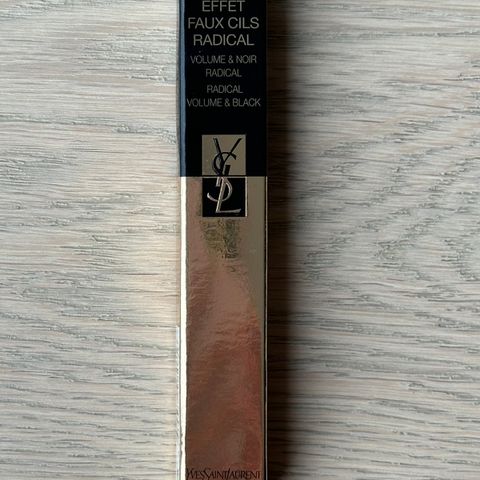 EFFET
FAUX CILS
RADICAL
VOLUME & NOIR
RADICAL
RADICAL
VOLUME & BLACK
YSL
YVESSAINTLAURENT